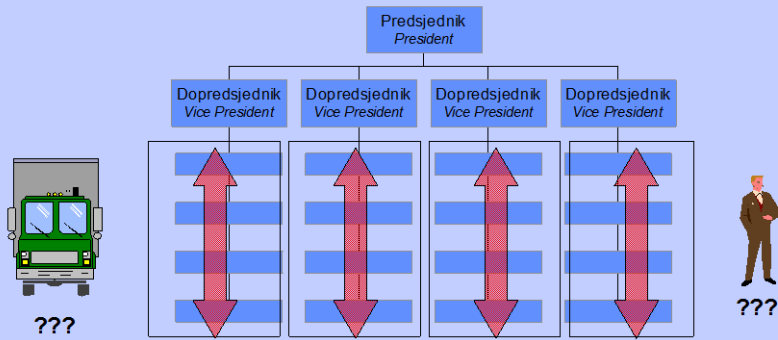 Predsjednik
President
Dopredsjednik
Vice President
Dopredsjednik
Vice President
Dopredsjednik
Vice President
Dopredsjednik
Vice President
???
???